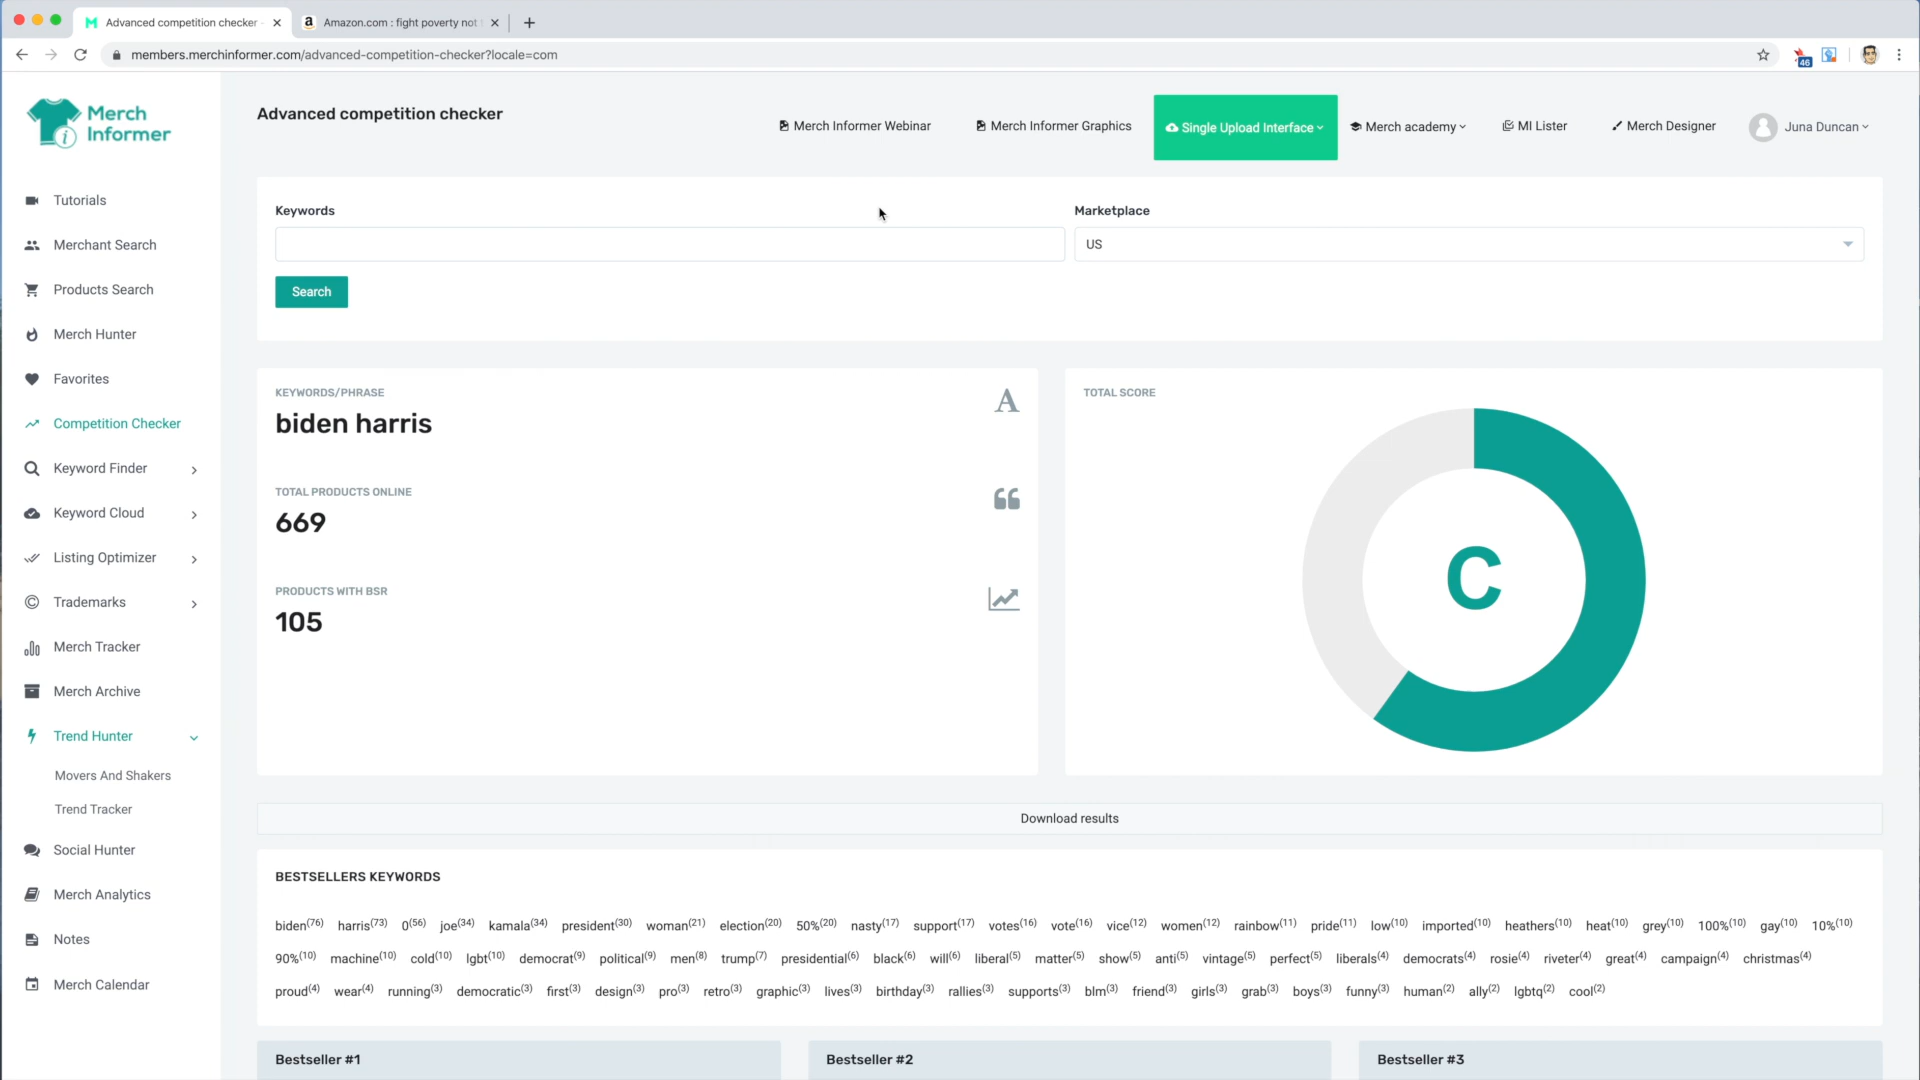 Advanced competition checker
Amazon.com : fight poverty not
members.merchinformer.com/advanced-competition-checker?locale=com
46
Merch
Informer
Advanced competition checker
Merch Informer Webinar
Merch Informer Graphics
Single Upload Interface
Merch academy
MI Lister
Merch Designer
Juna Duncan
Tutorials
Merchant Search
Products Search
Merch Hunter
Favorites
Competition Checker
Keyword Finder
Keyword Cloud
Listing Optimizer
Trademarks
Merch Tracker
Merch Archive
Trend Hunter
Movers And Shakers
Trend Tracker
Social Hunter
Merch Analytics
Notes
Merch Calendar
Keywords
Marketplace
US
Search
KEYWORDS/PHRASE
biden harris
TOTAL PRODUCTS ONLINE
669
PRODUCTS WITH BSR
105
TOTAL SCORE
C
Download results
BESTSELLERS KEYWORDS
biden(76) harris(73) 0(56) joe(34) kamala(34) president(30) woman(21) election(20) 50%(20) nasty(17) support(17) votes(16) vote(16) vice(12) women(12) rainbow(11) pride(11) low(10) imported(10) heathers(10) heat(10) grey(10) 100%(10) gay(10) 10%(10)
90%(10) machine(10) cold(10) lgbt(10) democrat(9) political(9) men(8) trump(7) presidential(6) black(6) will(6) liberal(5) matter(5) show(5) anti(5) vintage(5) perfect(5) liberals(4) democrats(4) rosie(4) riveter(4) great(4) campaign(4) christmas(4)
proud(4) wear(4) running(3) democratic(3) first(3) design(3) pro(3) retro(3) graphic(3) lives(3) birthday(3) rallies(3) supports(3) blm(3) friend(3) girls(3) grab(3) boys(3) funny(3) human(2) ally(2) lgbtq(2) cool(2)
Bestseller #1
Bestseller #2
Bestseller #3